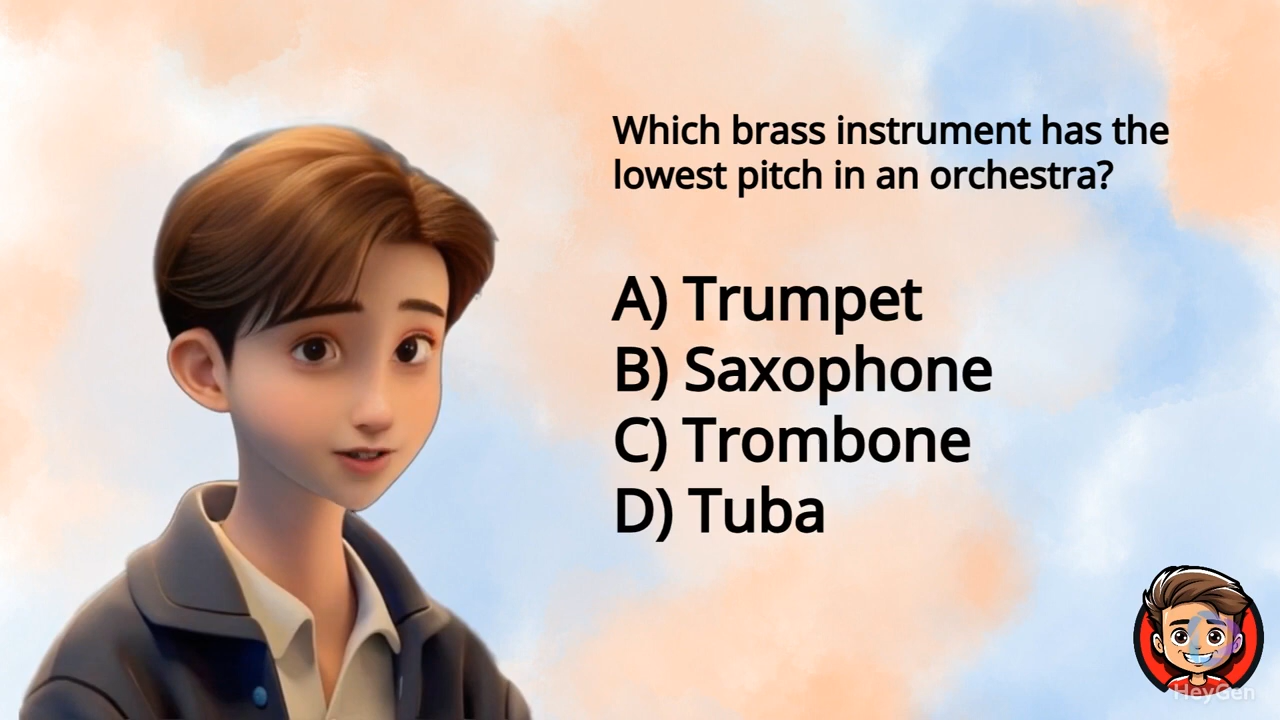 Which brass instrument has the
lowest pitch in an orchestra?
A) Trumpet
B) Saxophone
C) Trombone
D) Tuba
HeyGen